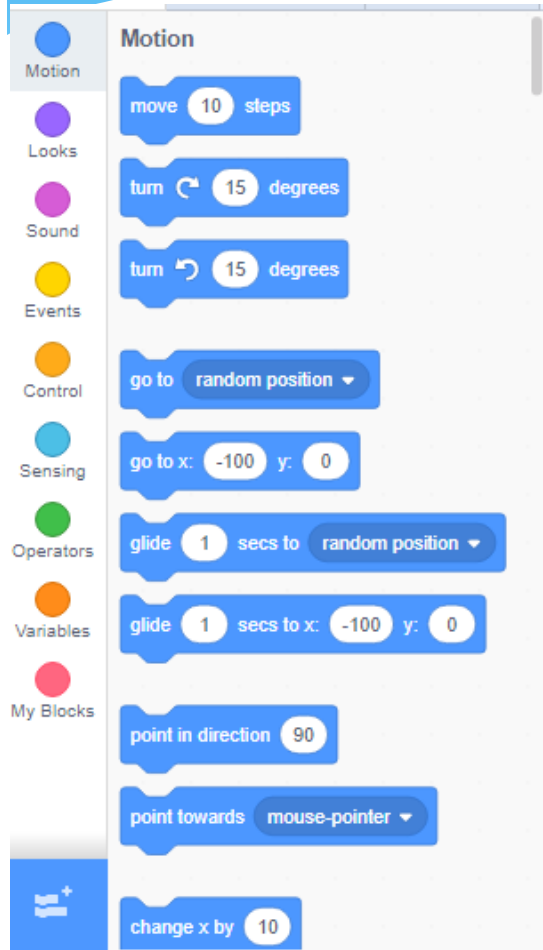 Motion
Looks
Sound
Events
Control
Sensing
Operators
Variables
My Blocks
Motion
move 10 steps
turn 15 degrees
turn 15 degrees
go to random position
go to x: -100 y: 0
glide 1 secs to random position
glide 1 secs to x: -100 y: 0
point in direction 90
point towards mouse-pointer
change x by 10